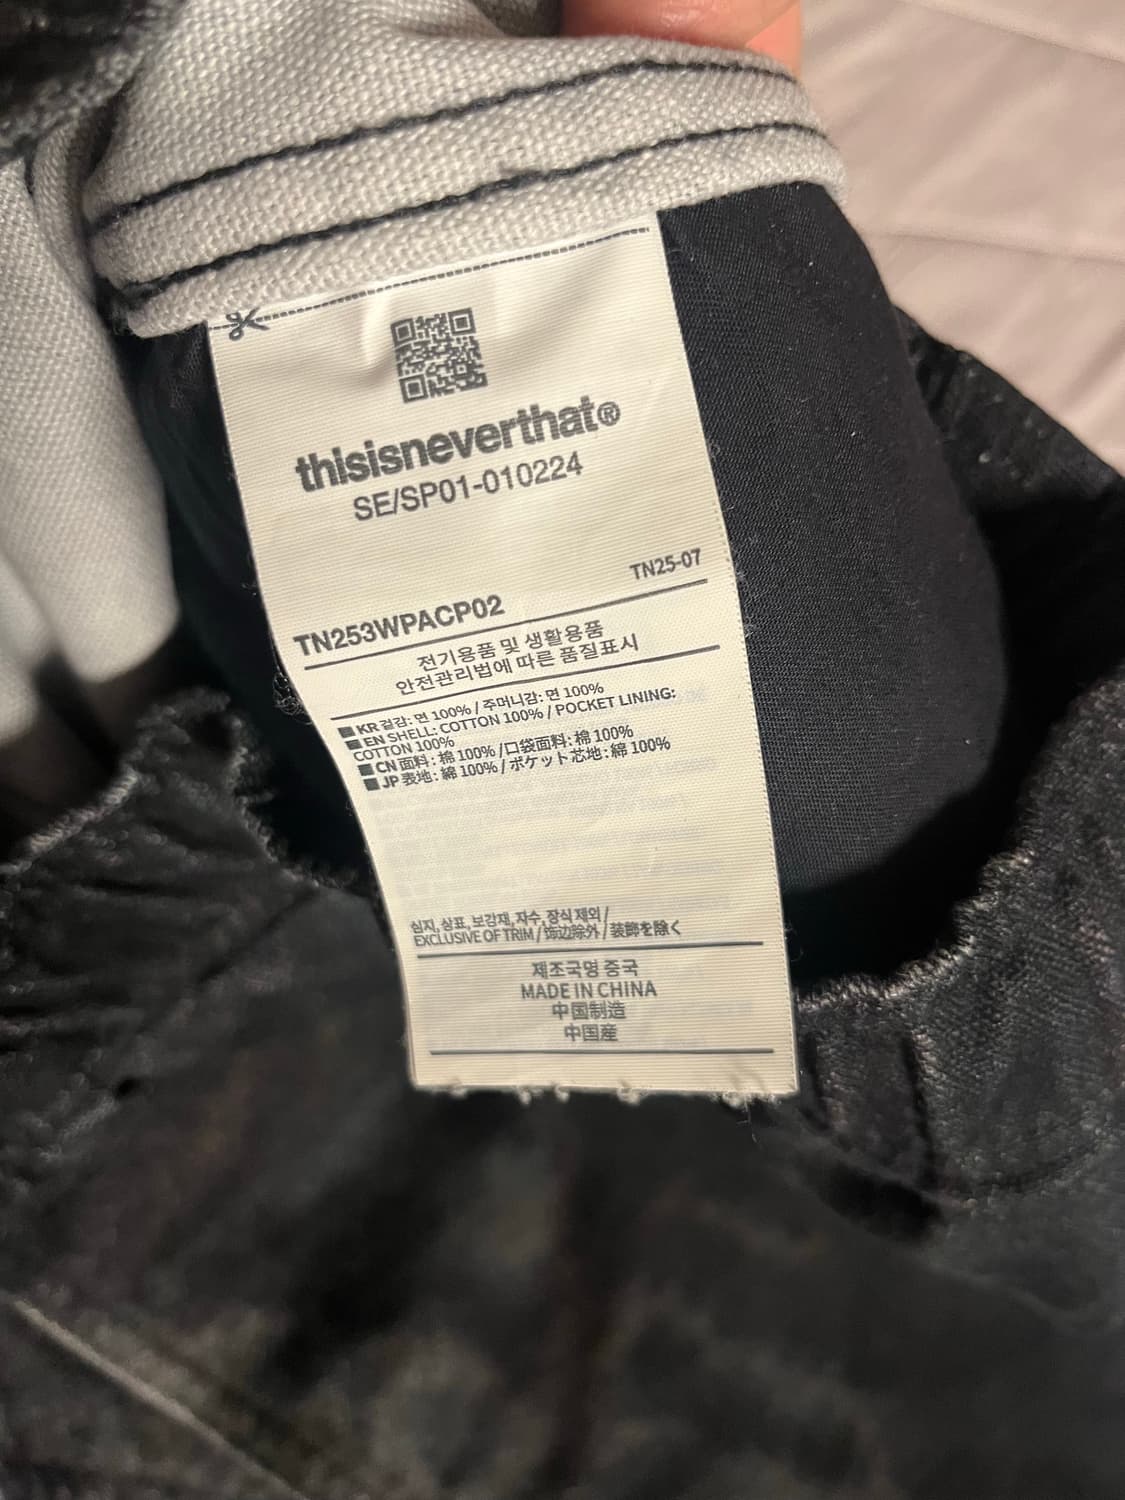 thisisneverthat®
SE/SP01-010224
TN25-07
TN253WPACP02
전기용품 및 생활용품
안전관리법에 따른 품질표시
■ KR 겉감: 면 100% / 주머니감: 면 100%
■ EN SHELL: COTTON 100% / POCKET LINING:
COTTON 100%
■ CN 面料: 棉 100% /口袋面料: 棉 100%
■ JP 表地: 綿 100% / ポケット芯地: 綿 100%
심지, 상표, 보강재, 자수, 장식 제외 /
EXCLUSIVE OF TRIM / 饰边除外 / 装飾を除く
제조국명 중국
MADE IN CHINA
中国制造
中国産